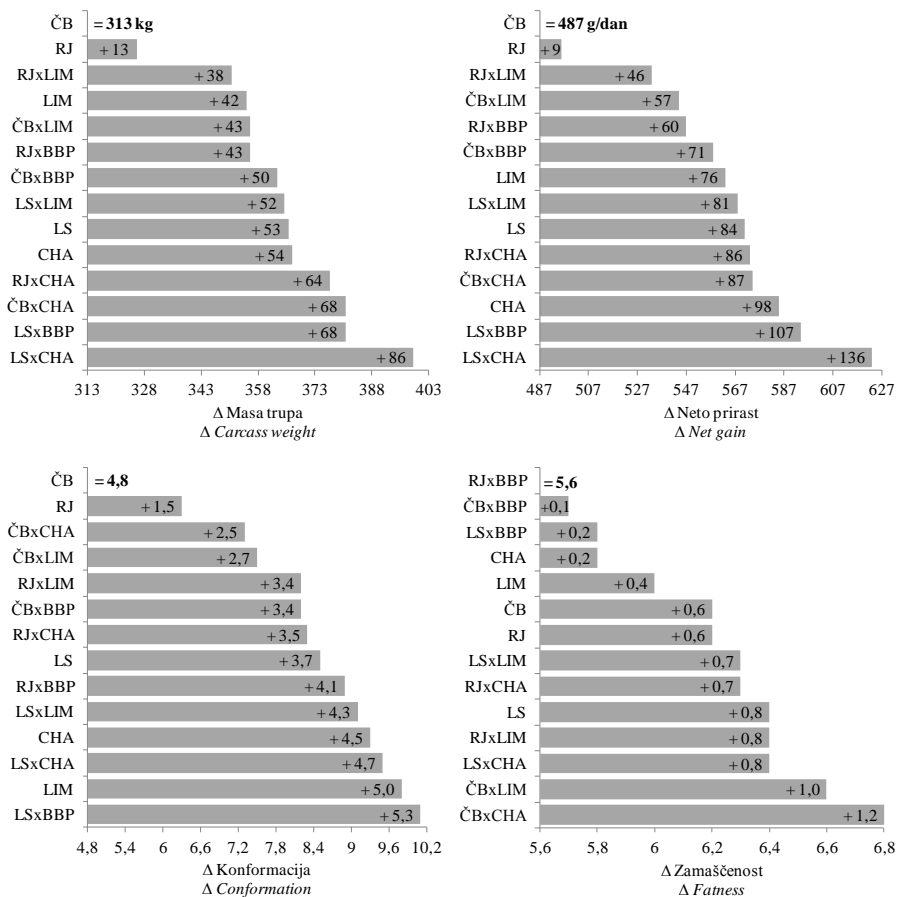 ČB = 313 kg
RJ + 13
RJxLIM + 38
LIM + 42
ČBxLIM + 43
RJxBBP + 43
ČBxBBP + 50
LSxLIM + 52
LS + 53
CHA + 54
RJxCHA + 64
ČBxCHA + 68
LSxBBP + 68
LSxCHA + 86
313 328 343 358 373 388 403
Δ Masa trupa
Δ Carcass weight
ČB = 487 g/dan
RJ + 9
RJxLIM + 46
ČBxLIM + 57
RJxBBP + 60
ČBxBBP + 71
LIM + 76
LSxLIM + 81
LS + 84
RJxCHA + 86
ČBxCHA + 87
CHA + 98
LSxBBP + 107
LSxCHA + 136
487 507 527 547 567 587 607 627
Δ Neto prirast
Δ Net gain
ČB = 4,8
RJ + 1,5
ČBxCHA + 2,5
ČBxLIM + 2,7
RJxLIM + 3,4
ČBxBBP + 3,4
RJxCHA + 3,5
LS + 3,7
RJxBBP + 4,1
LSxLIM + 4,3
CHA + 4,5
LSxCHA + 4,7
LIM + 5,0
LSxBBP + 5,3
4,8 5,4 6 6,6 7,2 7,8 8,4 9 9,6 10,2
Δ Konformacija
Δ Conformation
RJxBBP = 5,6
ČBxBBP +0,1
LSxBBP + 0,2
CHA + 0,2
LIM + 0,4
ČB + 0,6
RJ + 0,6
LSxLIM + 0,7
RJxCHA + 0,7
LS + 0,8
RJxLIM + 0,8
LSxCHA + 0,8
ČBxLIM + 1,0
ČBxCHA + 1,2
5,6 5,8 6 6,2 6,4 6,6 6,8
Δ Zamaščenost
Δ Fatness